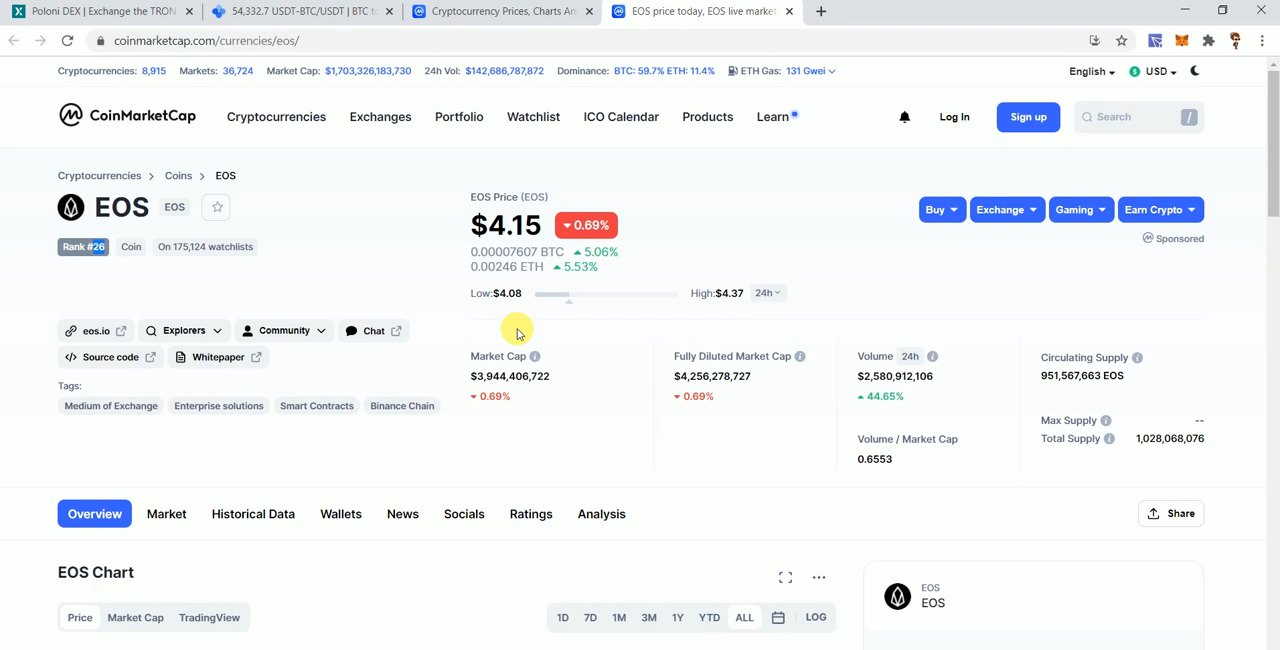 Poloni DEX | Exchange the TRON
54,332.7 USDT-BTC/USDT | BTC to
Cryptocurrency Prices, Charts An
EOS price today, EOS live market
coinmarketcap.com/currencies/eos/
Cryptocurrencies: 8,915 Markets: 36,724 Market Cap: $1,703,326,183,730 24h Vol: $142,686,787,872 Dominance: BTC: 59.7% ETH: 11.4% ETH Gas: 131 Gwei English USD
CoinMarketCap Cryptocurrencies Exchanges Portfolio Watchlist ICO Calendar Products Learn Log In Sign up Search /
Cryptocurrencies > Coins > EOS
EOS EOS
Rank #26 Coin On 175,124 watchlists
EOS Price (EOS)
$4.15 0.69%
0.00007607 BTC 5.06%
0.00246 ETH 5.53%
Low:$4.08 High:$4.37 24h
Buy Exchange Gaming Earn Crypto
Sponsored
eos.io Explorers Community Chat
Source code Whitepaper
Tags:
Medium of Exchange Enterprise solutions Smart Contracts Binance Chain
Market Cap
$3,944,406,722
0.69%
Fully Diluted Market Cap
$4,256,278,727
0.69%
Volume 24h
$2,580,912,106
44.65%
Volume / Market Cap
0.6553
Circulating Supply
951,567,663 EOS
Max Supply --
Total Supply 1,028,068,076
Overview Market Historical Data Wallets News Socials Ratings Analysis Share
EOS Chart
Price Market Cap TradingView 1D 7D 1M 3M 1Y YTD ALL LOG
EOS
EOS